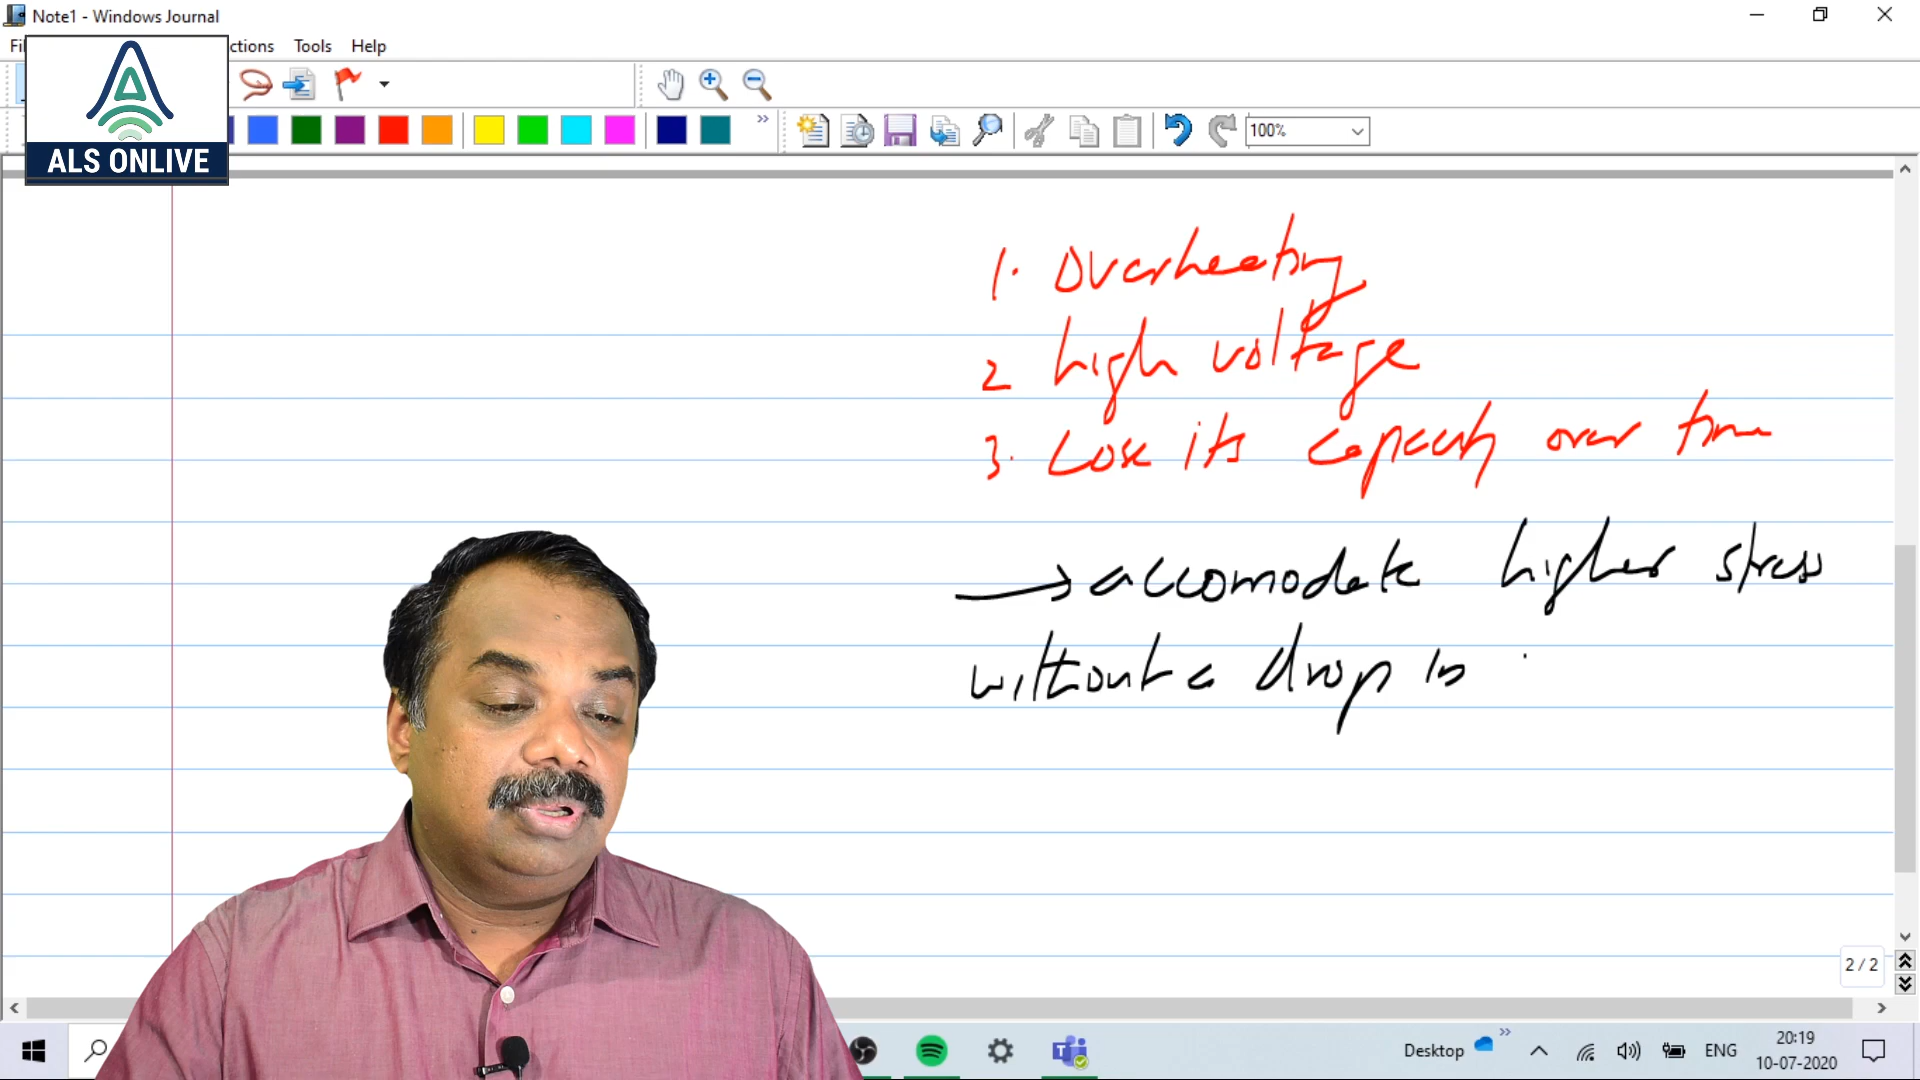 Note1 - Windows Journal
Fi
ctions Tools Help
ALS ONLIVE
100%
1. Overheating
2 high voltage
3. Lose its capacity over time
→ accomodate higher stress
without a drop in
2 / 2
Desktop
ENG
20:19
10-07-2020